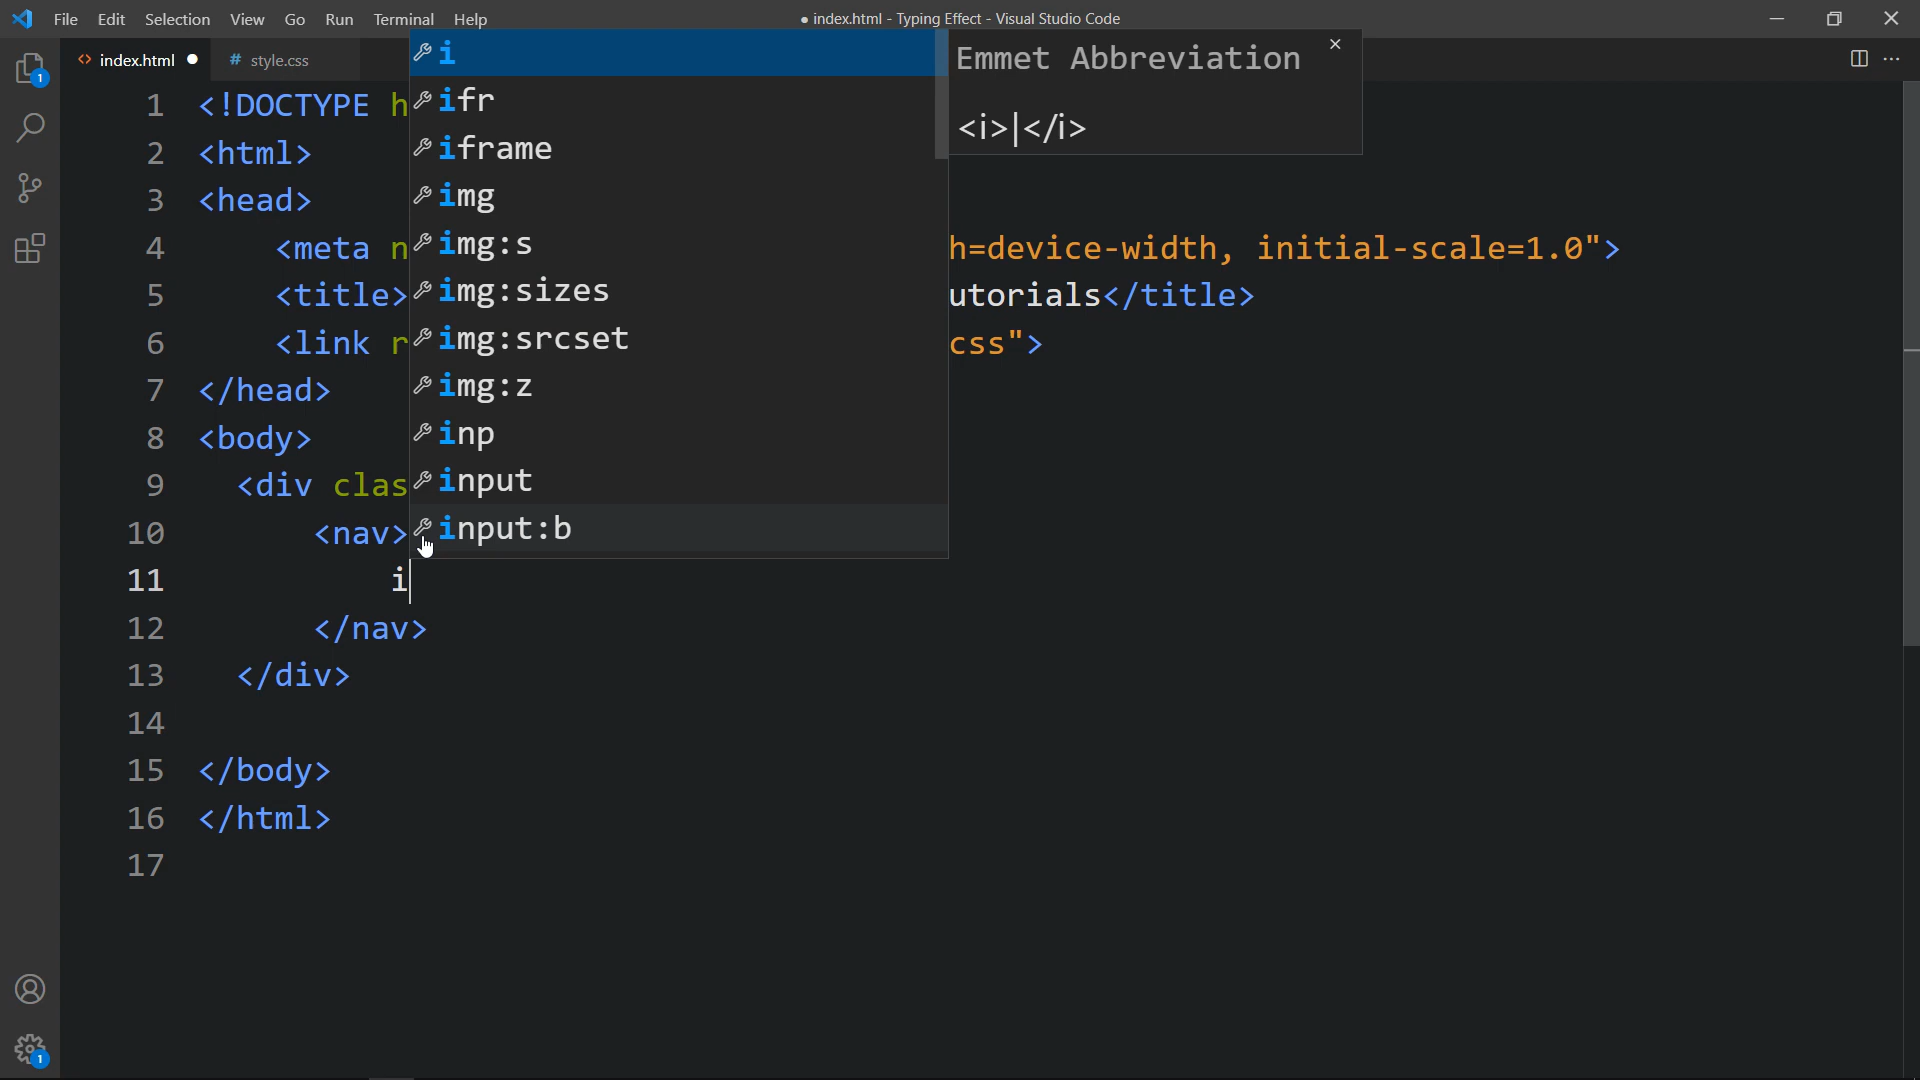 File Edit Selection View Go Run Terminal Help
● index.html - Typing Effect - Visual Studio Code
<> index.html ●
# style.css
i
ifr
iframe
img
img:s
img:sizes
img:srcset
img:z
inp
input
input:b
Emmet Abbreviation
<i>|</i>
1 <!DOCTYPE h
2 <html>
3 <head>
4 <meta n h=device-width, initial-scale=1.0">
5 <title> utorials</title>
6 <link r css">
7 </head>
8 <body>
9 <div clas
10 <nav>
11 i
12 </nav>
13 </div>
14
15 </body>
16 </html>
17
1
1